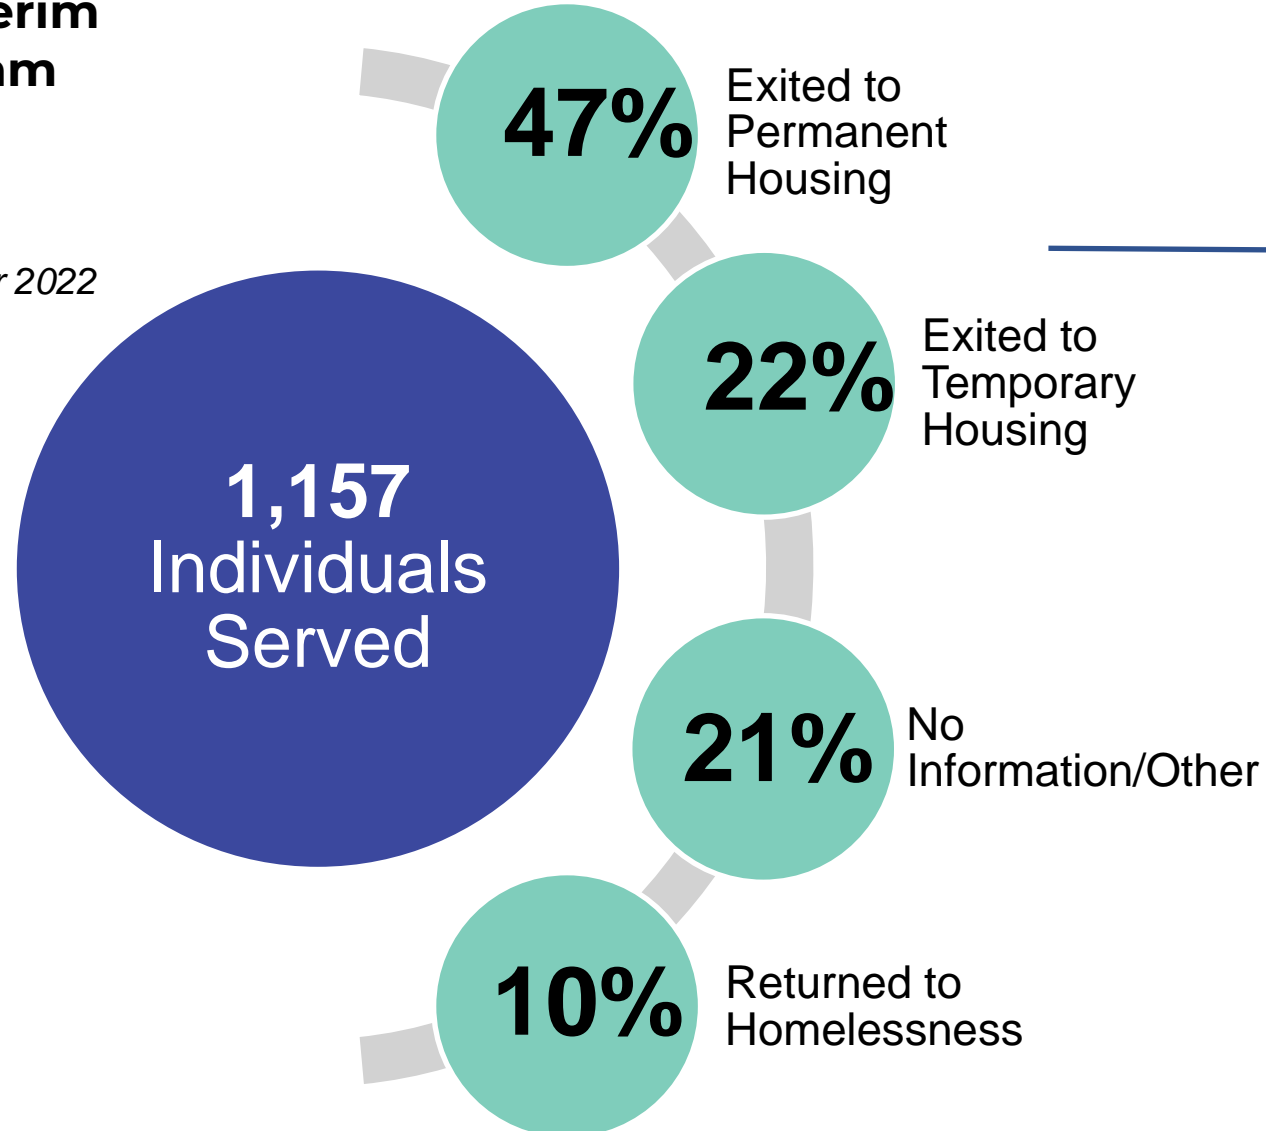 2022
47%
Exited to
Permanent
Housing
22%
Exited to
Temporary
Housing
1,157
Individuals
Served
21%
No
Information/Other
10%
Returned to
Homelessness